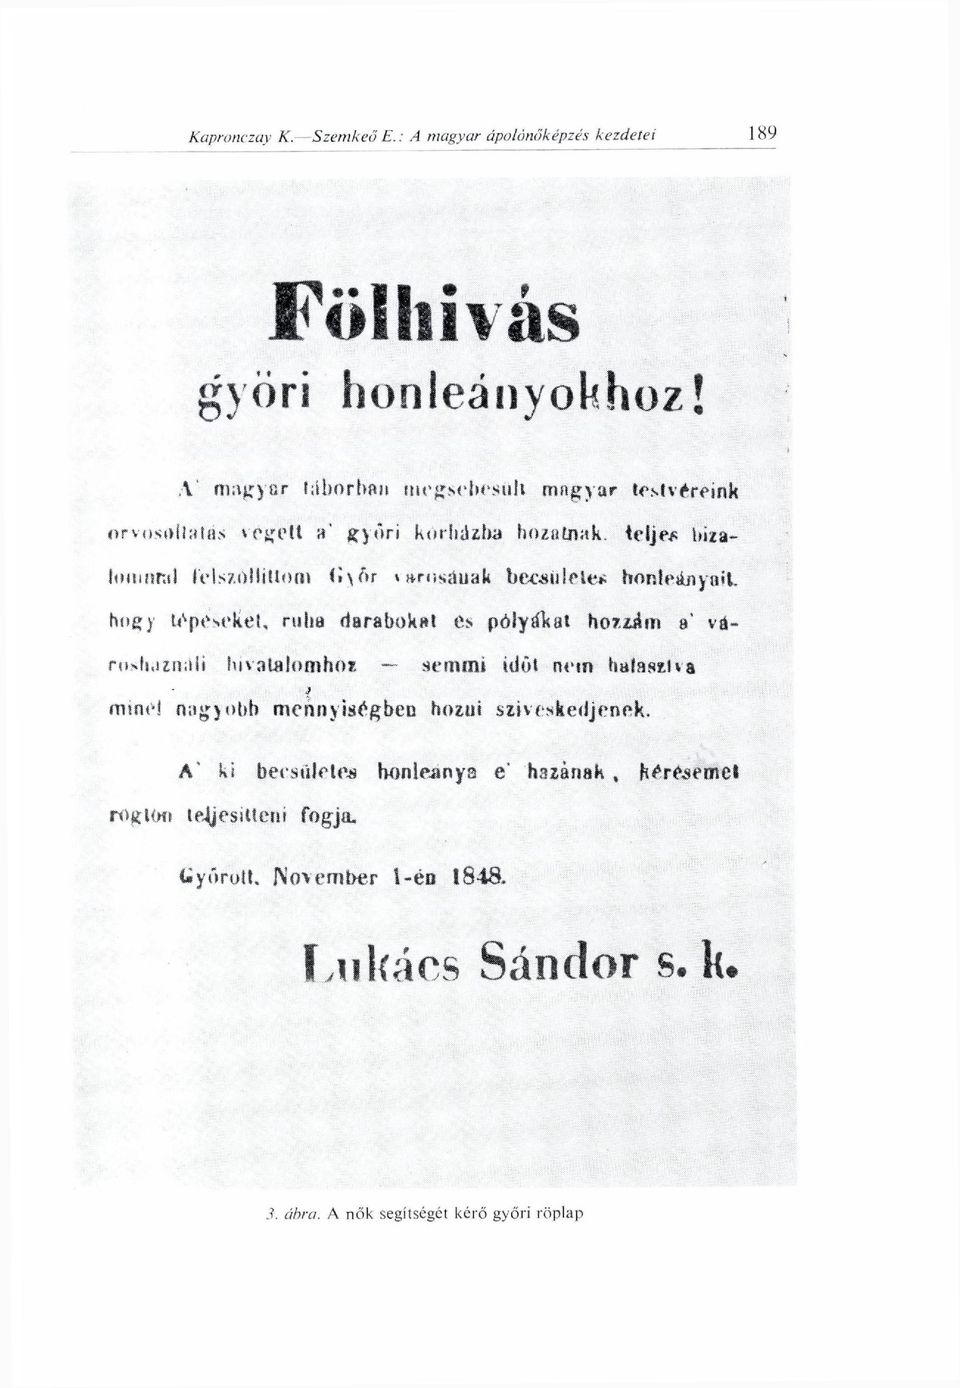 Kapronczay K.—Szemkeő E.: A magyar ápolónőképzés kezdetei 189
Fölhivás
győri honleányokhoz!
A' magyar táborban megsebesült magyar testvéreink
orvosoltatás végett a' győri kórházba hozatnak. teljes biza-
lommal felszóllittom Győr városának becsületes honleányait.
hogy tépéseket, ruha darabokat és pólyákat hozzám a' vá-
rosháználi hivatalomhoz — semmi időt nem halasztva
minél nagyobb mennyiségben hozni sziveskedjenek.
A' ki becsületes honleánya e' hazának, kérésemet
rögtön teljesitteni fogja.
Győrött, November 1-én 1848.
Lukács Sándor s. k.
3. ábra. A nők segítségét kérő győri röplap